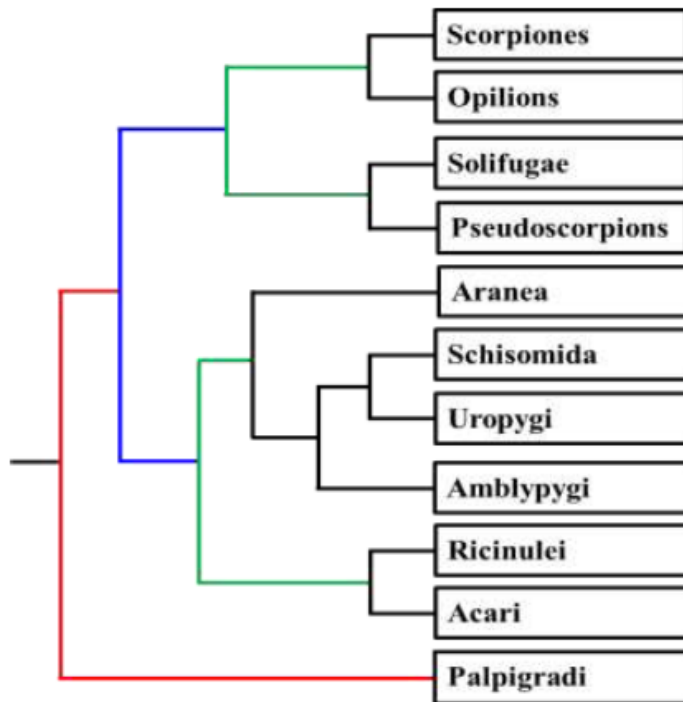 Scorpiones
Opilions
Solifugae
Pseudoscorpions
Aranea
Schisomida
Uropygi
Amblypygi
Ricinulei
Acari
Palpigradi